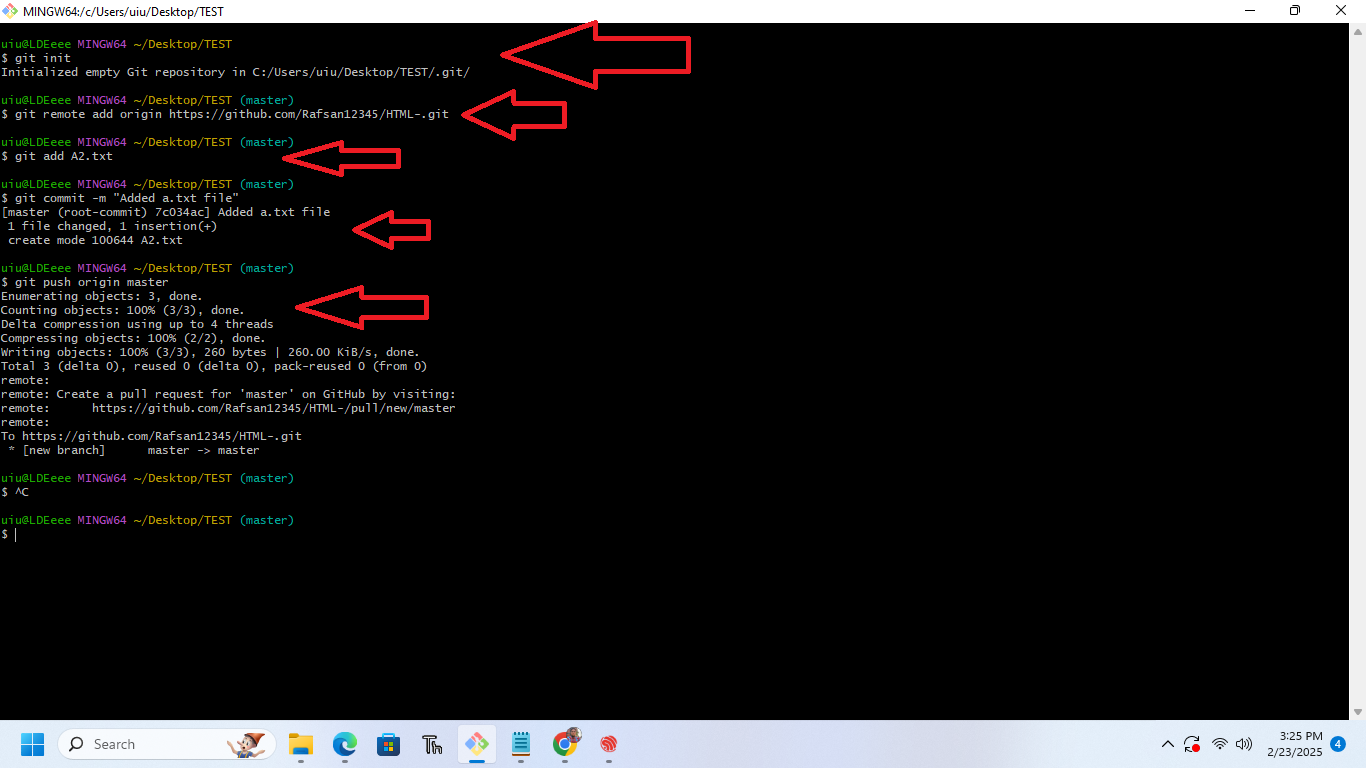 MINGW64:/c/Users/uiu/Desktop/TEST
uiu@LDEeee MINGW64 ~/Desktop/TEST
$ git init
Initialized empty Git repository in C:/Users/uiu/Desktop/TEST/.git/
uiu@LDEeee MINGW64 ~/Desktop/TEST (master)
$ git remote add origin https://github.com/Rafsan12345/HTML-.git
uiu@LDEeee MINGW64 ~/Desktop/TEST (master)
$ git add A2.txt
uiu@LDEeee MINGW64 ~/Desktop/TEST (master)
$ git commit -m "Added a.txt file"
[master (root-commit) 7c034ac] Added a.txt file
 1 file changed, 1 insertion(+)
 create mode 100644 A2.txt
uiu@LDEeee MINGW64 ~/Desktop/TEST (master)
$ git push origin master
Enumerating objects: 3, done.
Counting objects: 100% (3/3), done.
Delta compression using up to 4 threads
Compressing objects: 100% (2/2), done.
Writing objects: 100% (3/3), 260 bytes | 260.00 KiB/s, done.
Total 3 (delta 0), reused 0 (delta 0), pack-reused 0 (from 0)
remote:
remote: Create a pull request for 'master' on GitHub by visiting:
remote:      https://github.com/Rafsan12345/HTML-/pull/new/master
remote:
To https://github.com/Rafsan12345/HTML-.git
 * [new branch]      master -> master
uiu@LDEeee MINGW64 ~/Desktop/TEST (master)
$ ^C
uiu@LDEeee MINGW64 ~/Desktop/TEST (master)
$
Search
Th
3:25 PM
2/23/2025
4